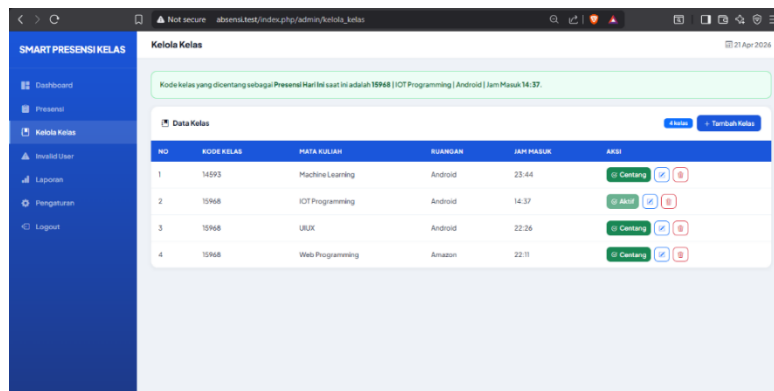 Not secure absensi.test/index.php/admin/kelola_kelas
SMART PRESENSI KELAS
Kelola Kelas
21 Apr 2026
Dashboard
Presensi
Kelola Kelas
Invalid User
Laporan
Pengaturan
Logout
Kode kelas yang dicentang sebagai Presensi Hari Ini saat ini adalah 15968 | IOT Programming | Android | Jam Masuk 14:37.
Data Kelas
4 kelas
+ Tambah Kelas
NO KODE KELAS MATA KULIAH RUANGAN JAM MASUK AKSI
1 14593 Machine Learning Android 23:44 Centang
2 15968 IOT Programming Android 14:37 Aktif
3 15968 UIUX Android 22:26 Centang
4 15968 Web Programming Amazon 22:11 Centang